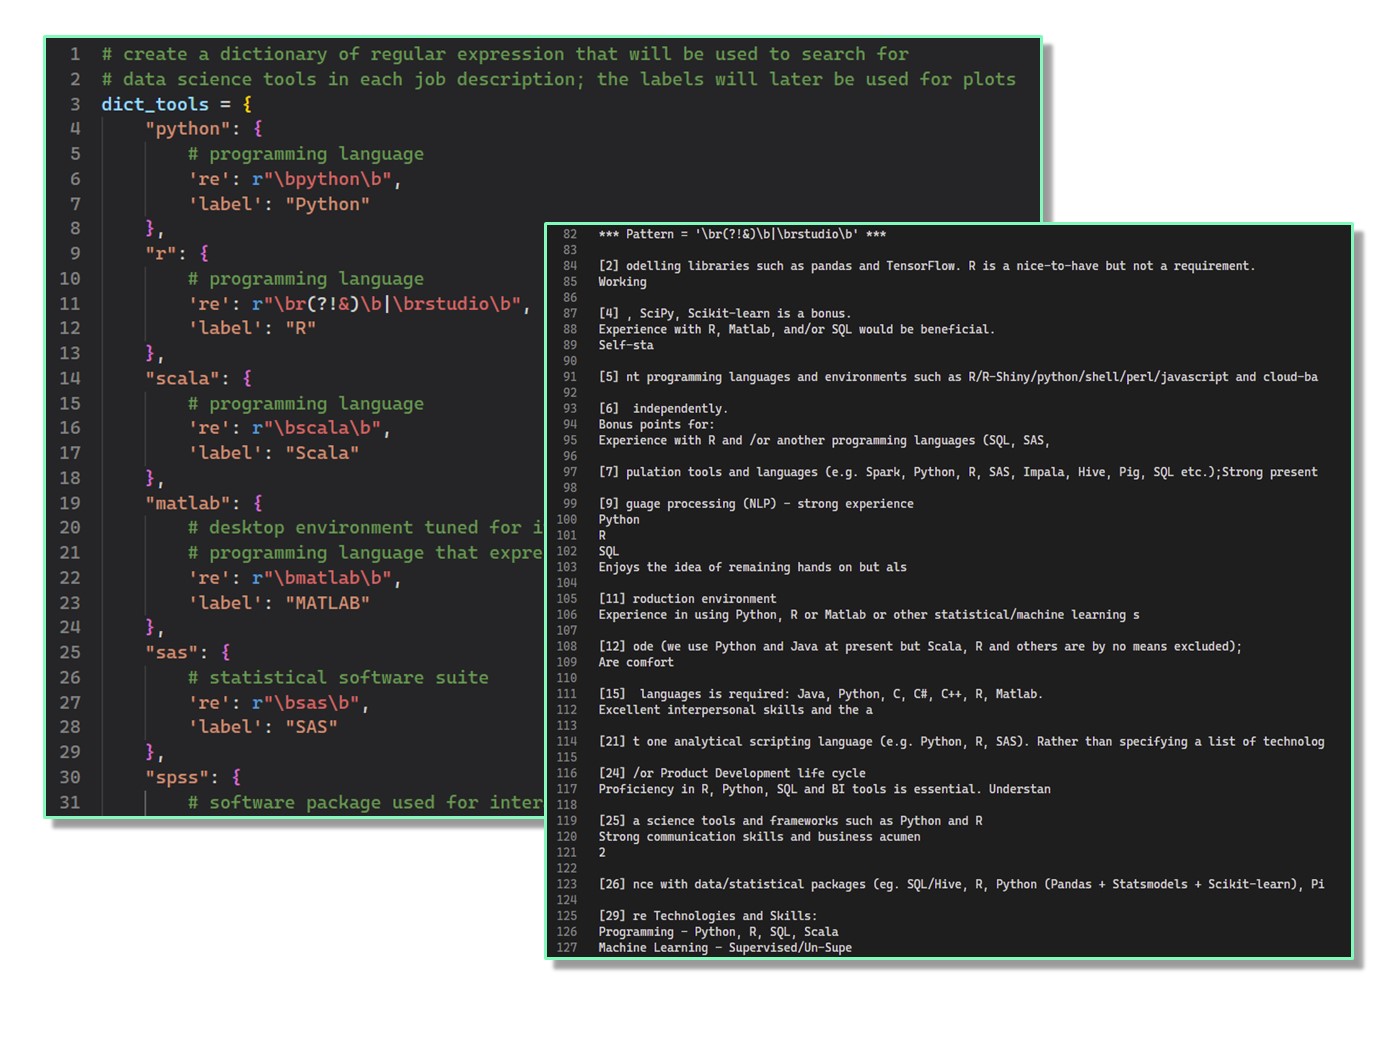 1 # create a dictionary of regular expression that will be used to search for
2 # data science tools in each job description; the labels will later be used for plots
3 dict_tools = {
4 "python": {
5 # programming language
6 're': r"\bpython\b",
7 'label': "Python"
8 },
9 "r": {
10 # programming language
11 're': r"\br(?!&)\b|\brstudio\b",
12 'label': "R"
13 },
14 "scala": {
15 # programming language
16 're': r"\bscala\b",
17 'label': "Scala"
18 },
19 "matlab": {
20 # desktop environment tuned for i
21 # programming language that expre
22 're': r"\bmatlab\b",
23 'label': "MATLAB"
24 },
25 "sas": {
26 # statistical software suite
27 're': r"\bsas\b",
28 'label': "SAS"
29 },
30 "spss": {
31 # software package used for inter
82 *** Pattern = '\br(?!&)\b|\brstudio\b' ***
83
84 [2] odelling libraries such as pandas and TensorFlow. R is a nice-to-have but not a requirement.
85 Working
86
87 [4] , SciPy, Scikit-learn is a bonus.
88 Experience with R, Matlab, and/or SQL would be beneficial.
89 Self-sta
90
91 [5] nt programming languages and environments such as R/R-Shiny/python/shell/perl/javascript and cloud-ba
92
93 [6]  independently.
94 Bonus points for:
95 Experience with R and /or another programming languages (SQL, SAS,
96
97 [7] pulation tools and languages (e.g. Spark, Python, R, SAS, Impala, Hive, Pig, SQL etc.);Strong present
98
99 [9] guage processing (NLP) - strong experience
100 Python
101 R
102 SQL
103 Enjoys the idea of remaining hands on but als
104
105 [11] roduction environment
106 Experience in using Python, R or Matlab or other statistical/machine learning s
107
108 [12] ode (we use Python and Java at present but Scala, R and others are by no means excluded);
109 Are comfort
110
111 [15]  languages is required: Java, Python, C, C#, C++, R, Matlab.
112 Excellent interpersonal skills and the a
113
114 [21] t one analytical scripting language (e.g. Python, R, SAS). Rather than specifying a list of technolog
115
116 [24] /or Product Development life cycle
117 Proficiency in R, Python, SQL and BI tools is essential. Understan
118
119 [25] a science tools and frameworks such as Python and R
120 Strong communication skills and business acumen
121 2
122
123 [26] nce with data/statistical packages (eg. SQL/Hive, R, Python (Pandas + Statsmodels + Scikit-learn), Pi
124
125 [29] re Technologies and Skills:
126 Programming - Python, R, SQL, Scala
127 Machine Learning - Supervised/Un-Supe